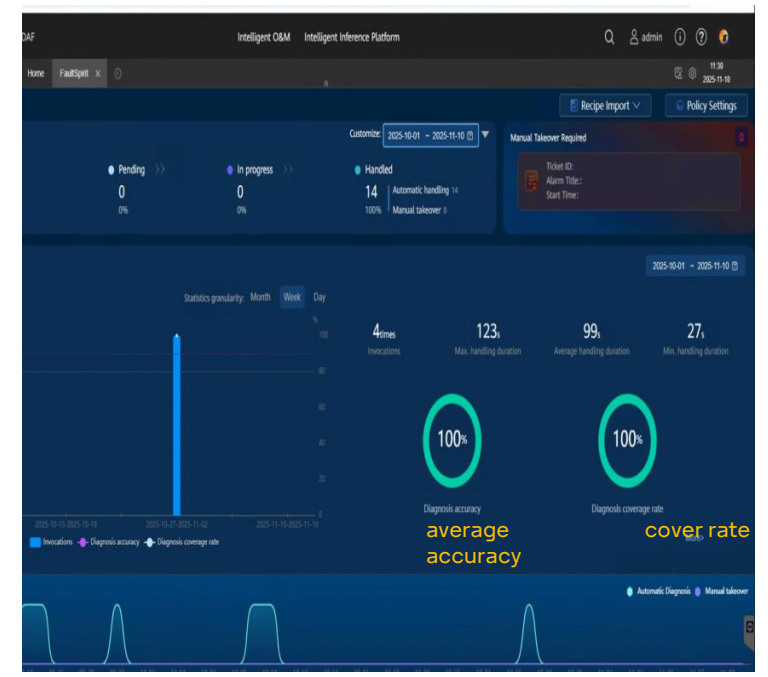 DAF Intelligent O&M Intelligent Inference Platform admin
Home FaultSpirit × 11:30
2025-11-10
Recipe Import Policy Settings
Customize: 2025-10-01 ~ 2025-11-10
Manual Takeover Required 0
Pending
0
0%
In progress
0
0%
Handled
14
100%
Automatic handling 14
Manual takeover 0
Ticket ID:
Alarm Title::
Start Time:
2025-10-01 ~ 2025-11-10
Statistics granularity: Month Week Day
%
100
80
60
40
20
0
2025-10-13-2025-10-19 2025-10-27-2025-11-02 2025-11-10-2025-11-16
Invocations Diagnosis accuracy Diagnosis coverage rate
4times
Invocations
123s
Max. handling duration
99s
Average handling duration
27s
Min. handling duration
100%
Diagnosis accuracy
average
accuracy
100%
Diagnosis coverage rate
cover rate
More>
Automatic Diagnosis Manual takeover